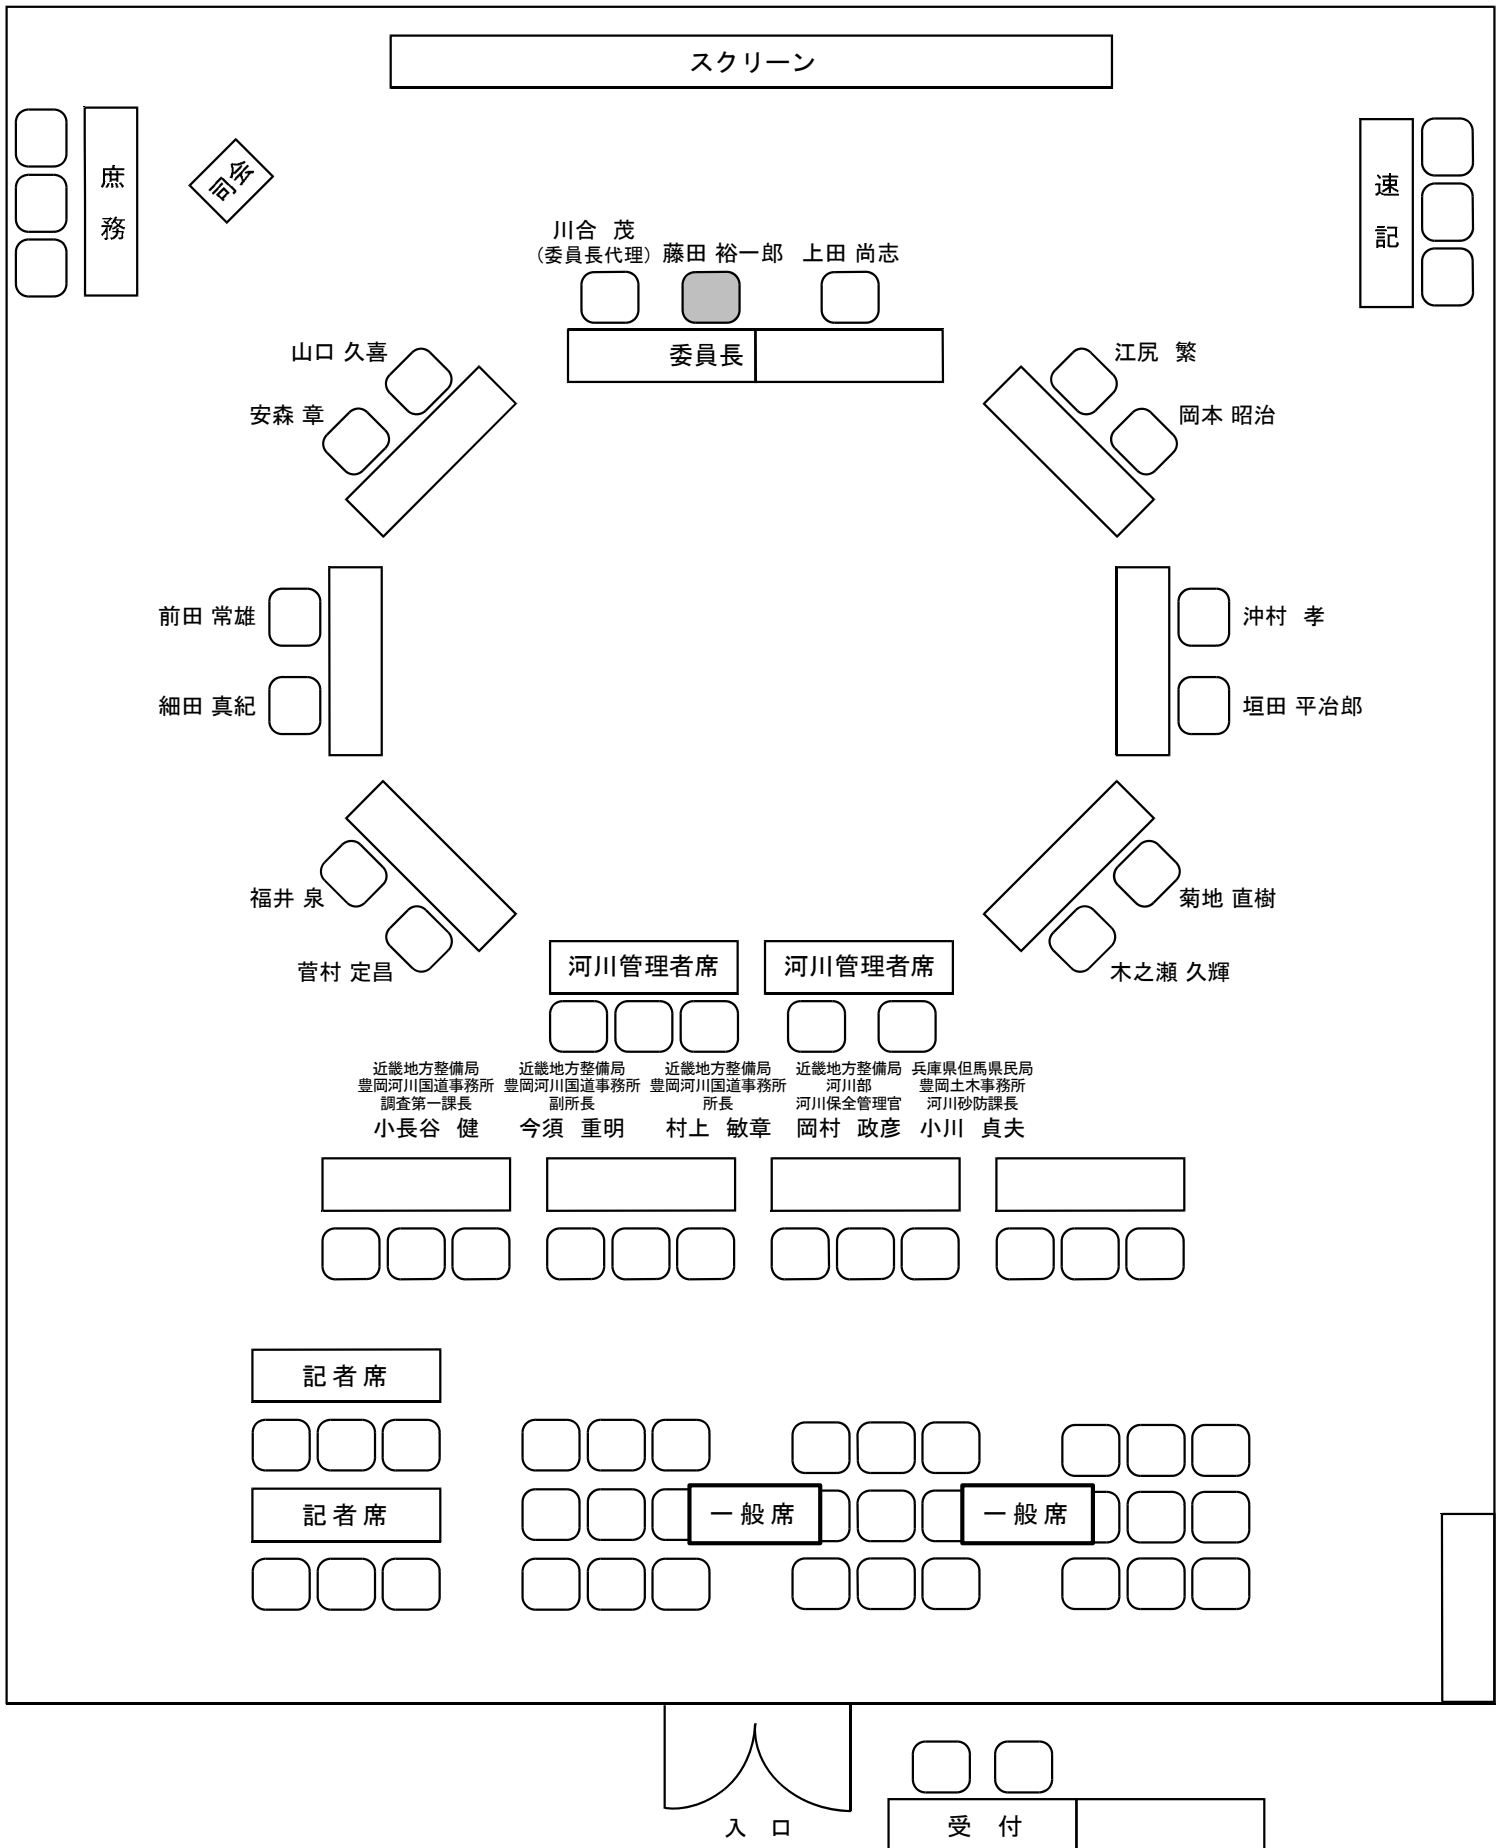 スクリーン
庶務
司会
速記
川合 茂
（委員長代理）
藤田 裕一郎
上田 尚志
委員長
山口 久喜
安森 章
江尻 繁
岡本 昭治
前田 常雄
細田 真紀
沖村 孝
垣田 平冶郎
福井 泉
菅村 定昌
菊地 直樹
木之瀬 久輝
河川管理者席
河川管理者席
近畿地方整備局
豊岡河川国道事務所
調査第一課長
小長谷 健
近畿地方整備局
豊岡河川国道事務所
副所長
今須 重明
近畿地方整備局
豊岡河川国道事務所
所長
村上 敏章
近畿地方整備局
河川部
河川保全管理官
岡村 政彦
兵庫県但馬県民局
豊岡土木事務所
河川砂防課長
小川 貞夫
記者席
記者席
一般席
一般席
入口
受付